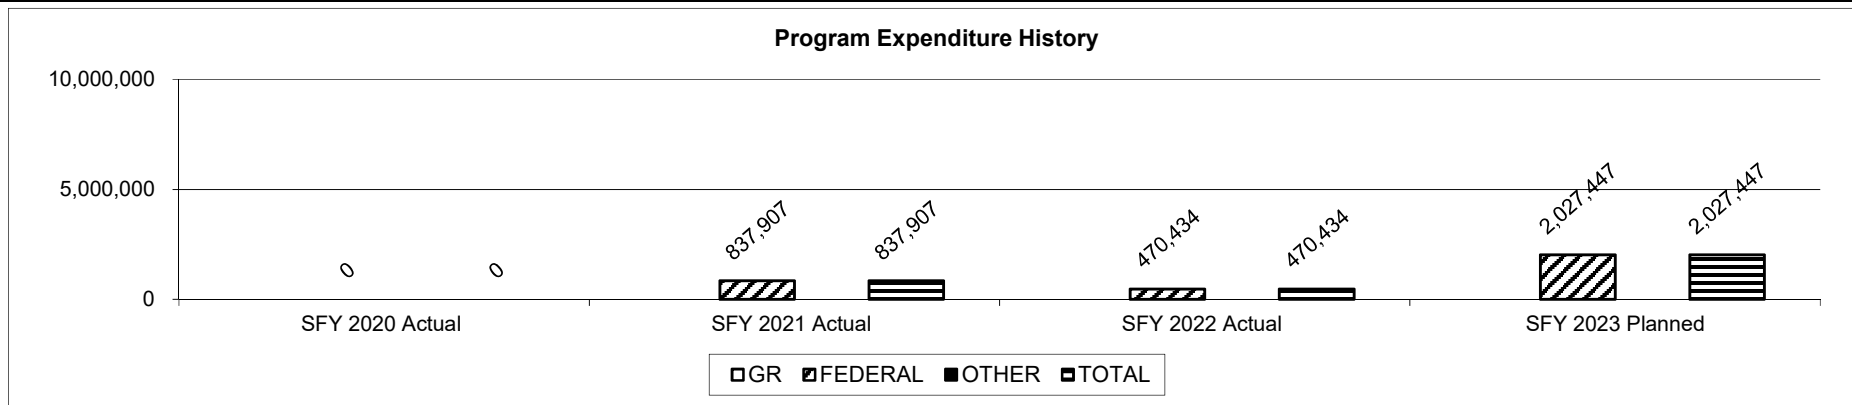 Program Expenditure History
10,000,000
5,000,000
0
0
0
837,907
837,907
470,434
470,434
2,027,447
2,027,447
SFY 2020 Actual
SFY 2021 Actual
SFY 2022 Actual
SFY 2023 Planned
GR FEDERAL OTHER TOTAL